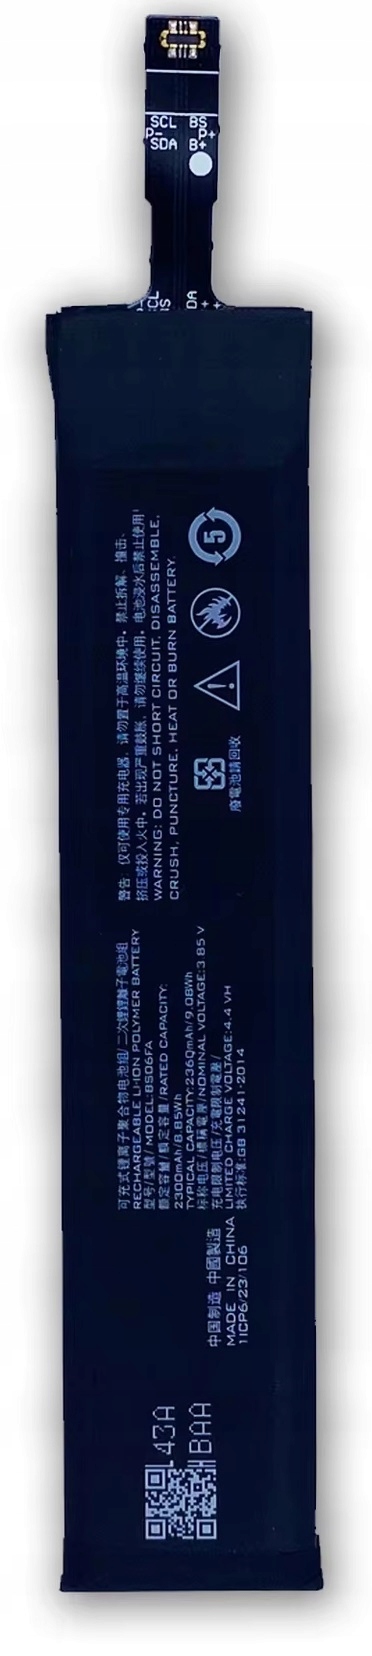 SCL BS
P- P+
SDA B+
警告：仅可使用专用充电器，请勿置于高温环境中，禁止拆解、撞击、
挤压或投入火中，若出现严重鼓胀，请勿继续使用，电池浸水后禁止使用！
WARNING: DO NOT SHORT CIRCUIT, DISASSEMBLE,
CRUSH, PUNCTURE, HEAT OR BURN BATTERY.
5
廢電池請回收
可充式锂离子聚合物电池组/二次鋰鋰離子電池組
RECHARGEABLE LI-ION POLYMER BATTERY
型号/型號/MODEL:BS06FA
额定容量/額定容量/RATED CAPACITY:
2300mAh/8.85Wh
TYPICAL CAPACITY:2360mAh/9.08Wh
标称电压/標稱電壓/NOMINAL VOLTAGE:3.85 V
充电限制电压/充電限制電壓/
LIMITED CHARGE VOLTAGE:4.4 VH
执行标准:GB 31241-2014
中国制造 中國製造
MADE IN CHINA
1ICP6/23/106
43A
BAA